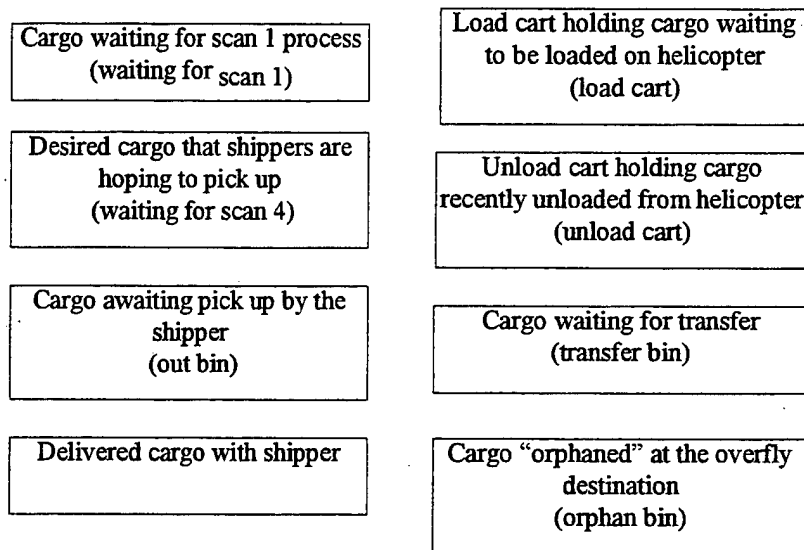 Cargo waiting for scan 1 process
(waiting for scan 1)
Desired cargo that shippers are
hoping to pick up
(waiting for scan 4)
Cargo awaiting pick up by the
shipper
(out bin)
Delivered cargo with shipper
Load cart holding cargo waiting
to be loaded on helicopter
(load cart)
Unload cart holding cargo
recently unloaded from helicopter
(unload cart)
Cargo waiting for transfer
(transfer bin)
Cargo “orphaned” at the overfly
destination
(orphan bin)